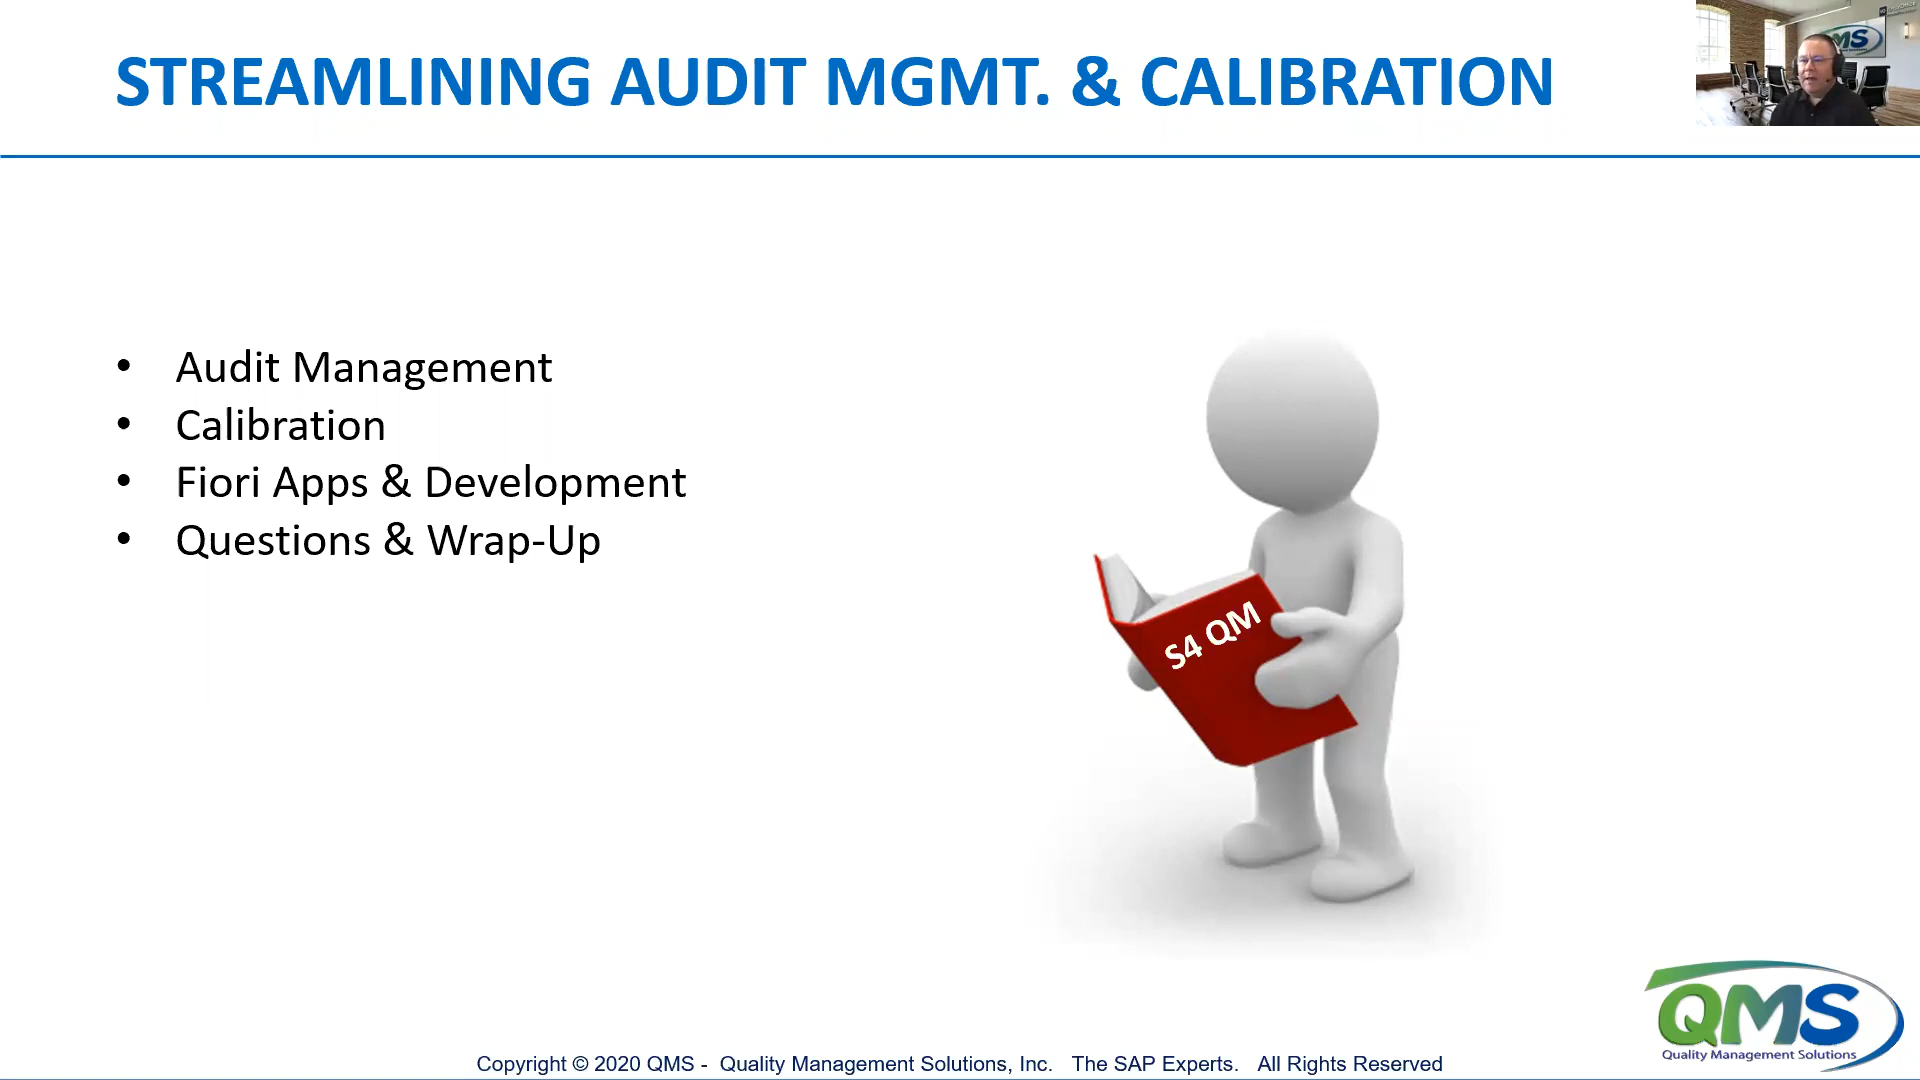 STREAMLINING AUDIT MGMT. & CALIBRATION
MS
• Audit Management
• Calibration
• Fiori Apps & Development
• Questions & Wrap-Up
S4 QM
QMS
Quality Management Solutions
Copyright © 2020 QMS - Quality Management Solutions, Inc. The SAP Experts. All Rights Reserved